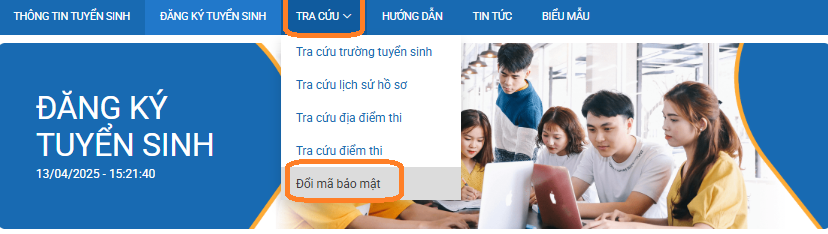 THÔNG TIN TUYỂN SINH ĐĂNG KÝ TUYỂN SINH TRA CỨU HƯỚNG DẪN TIN TỨC BIỂU MẪU
Tra cứu trường tuyển sinh
Tra cứu lịch sử hồ sơ
Tra cứu địa điểm thi
Tra cứu điểm thi
Đổi mã bảo mật
ĐĂNG KÝ
TUYỂN SINH
13/04/2025 - 15:21:40